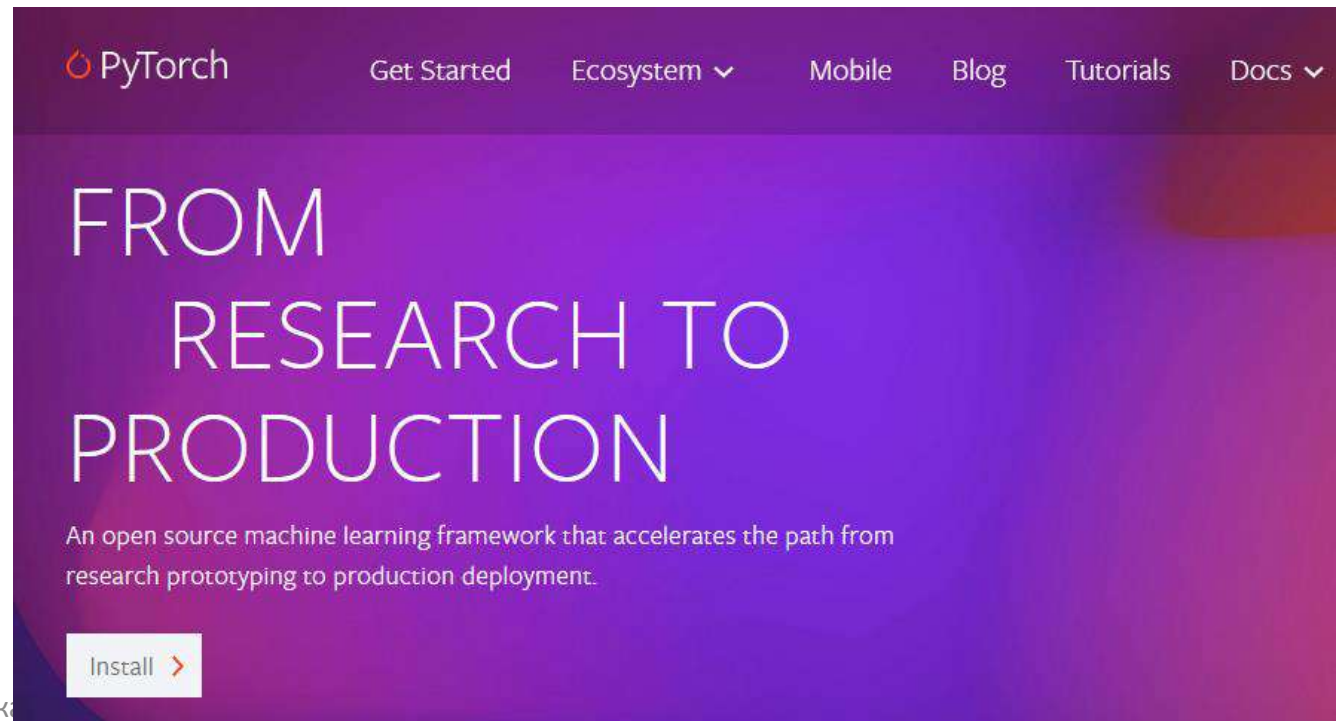 PyTorch Get Started Ecosystem Mobile Blog Tutorials Docs
FROM
RESEARCH TO
PRODUCTION
An open source machine learning framework that accelerates the path from
research prototyping to production deployment.
Install